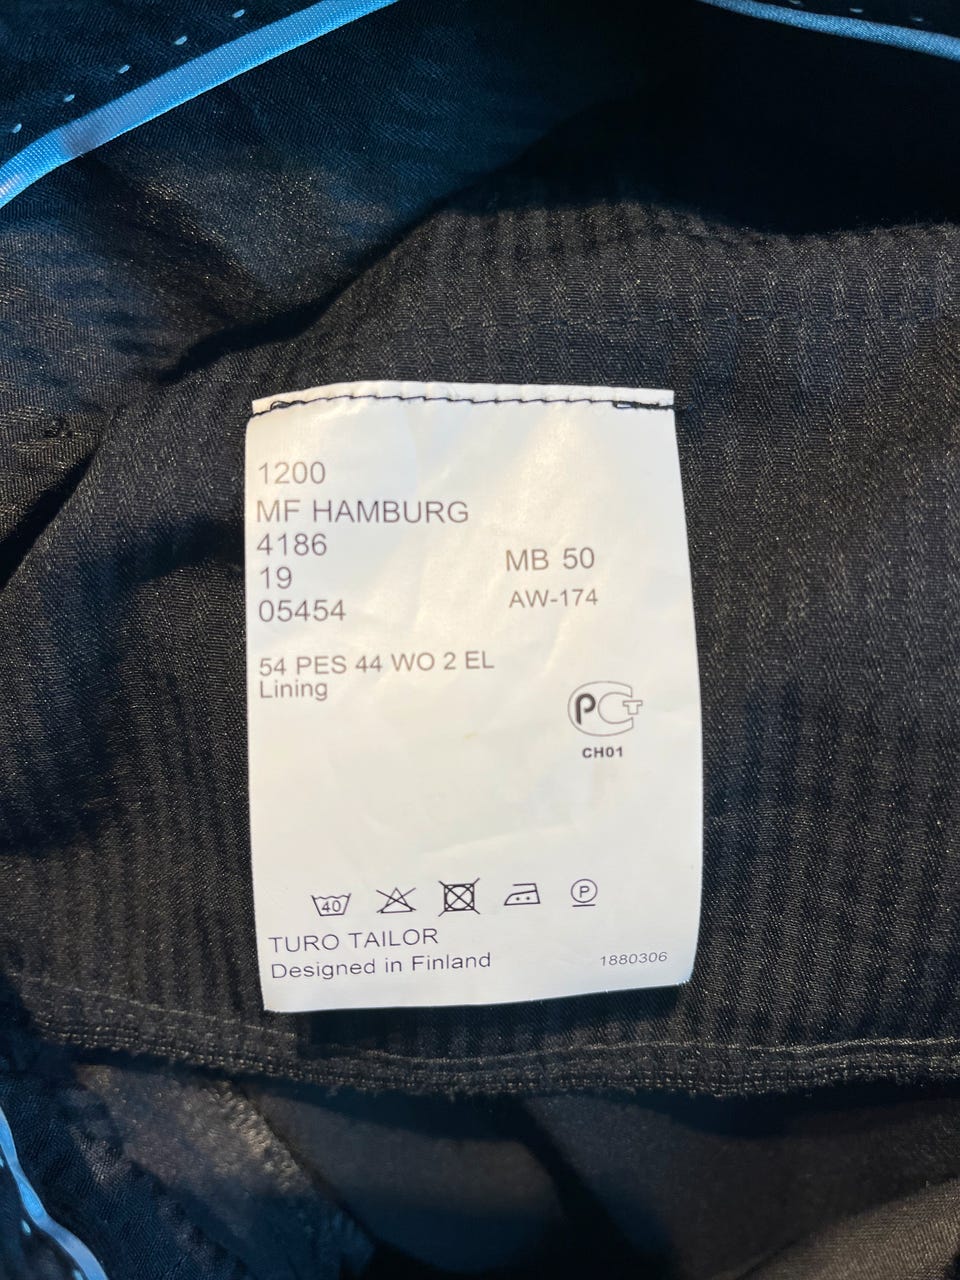 1200
MF HAMBURG
4186
19
05454
MB 50
AW-174
54 PES 44 WO 2 EL
Lining
PCT
CH01
40
P
TURO TAILOR
Designed in Finland
1880306